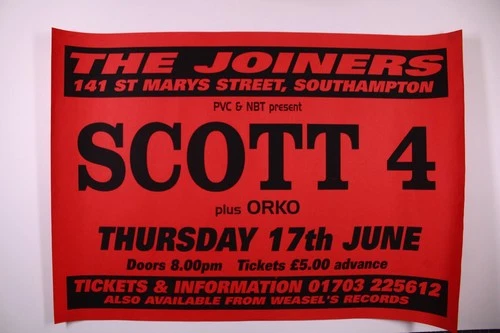 THE JOINERS
141 ST MARYS STREET, SOUTHAMPTON
PVC & NBT present
SCOTT 4
plus ORKO
THURSDAY 17th JUNE
Doors 8.00pm Tickets £5.00 advance
TICKETS & INFORMATION 01703 225612
ALSO AVAILABLE FROM WEASEL'S RECORDS